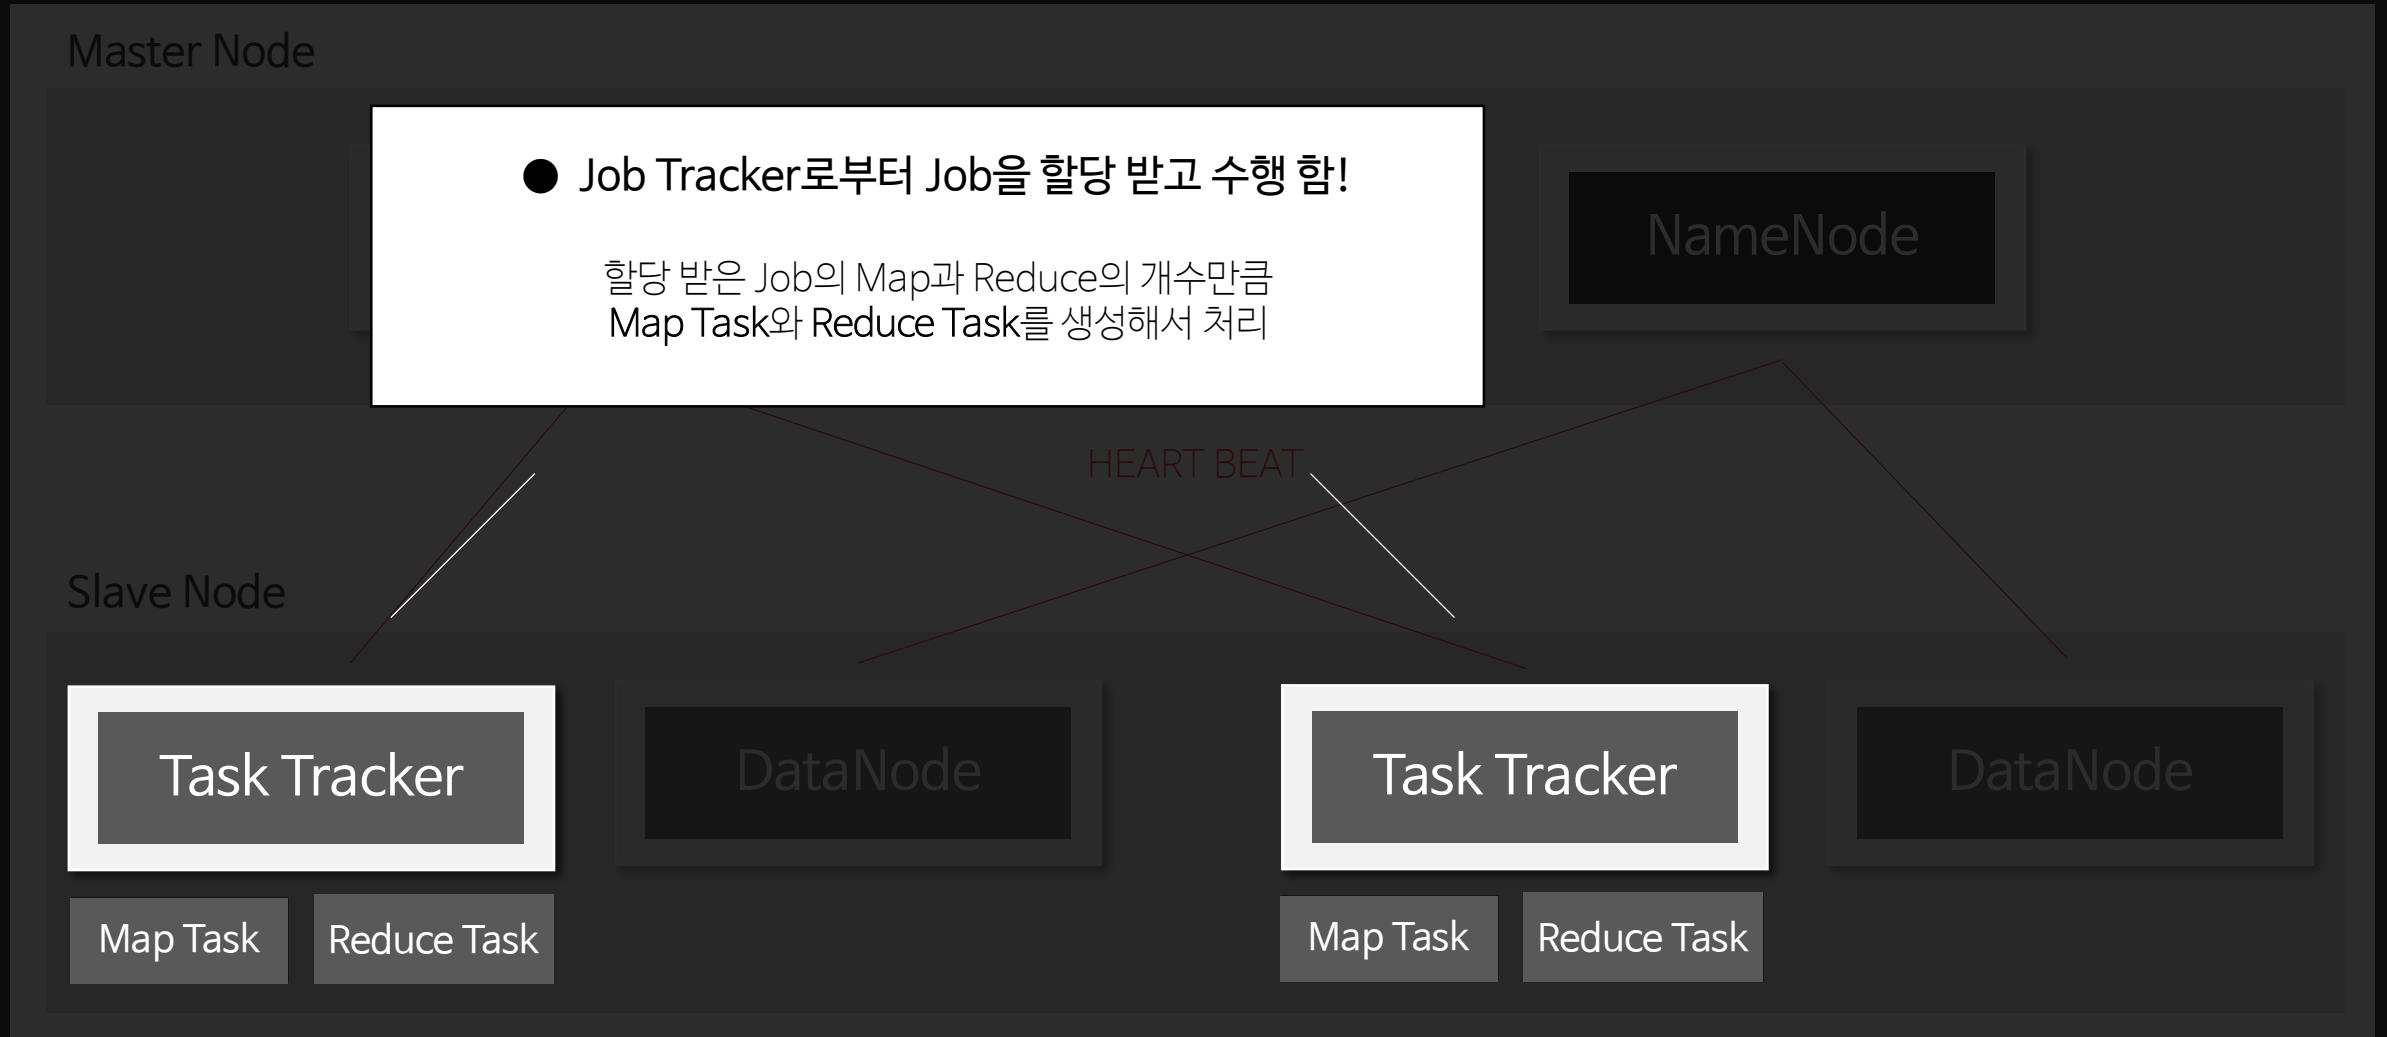 Master Node
● Job Tracker로부터 Job을 할당 받고 수행 함!
할당 받은 Job의 Map과 Reduce의 개수만큼
Map Task와 Reduce Task를 생성해서 처리
NameNode
HEART BEAT
Slave Node
Task Tracker
DataNode
Task Tracker
DataNode
Map Task
Reduce Task
Map Task
Reduce Task